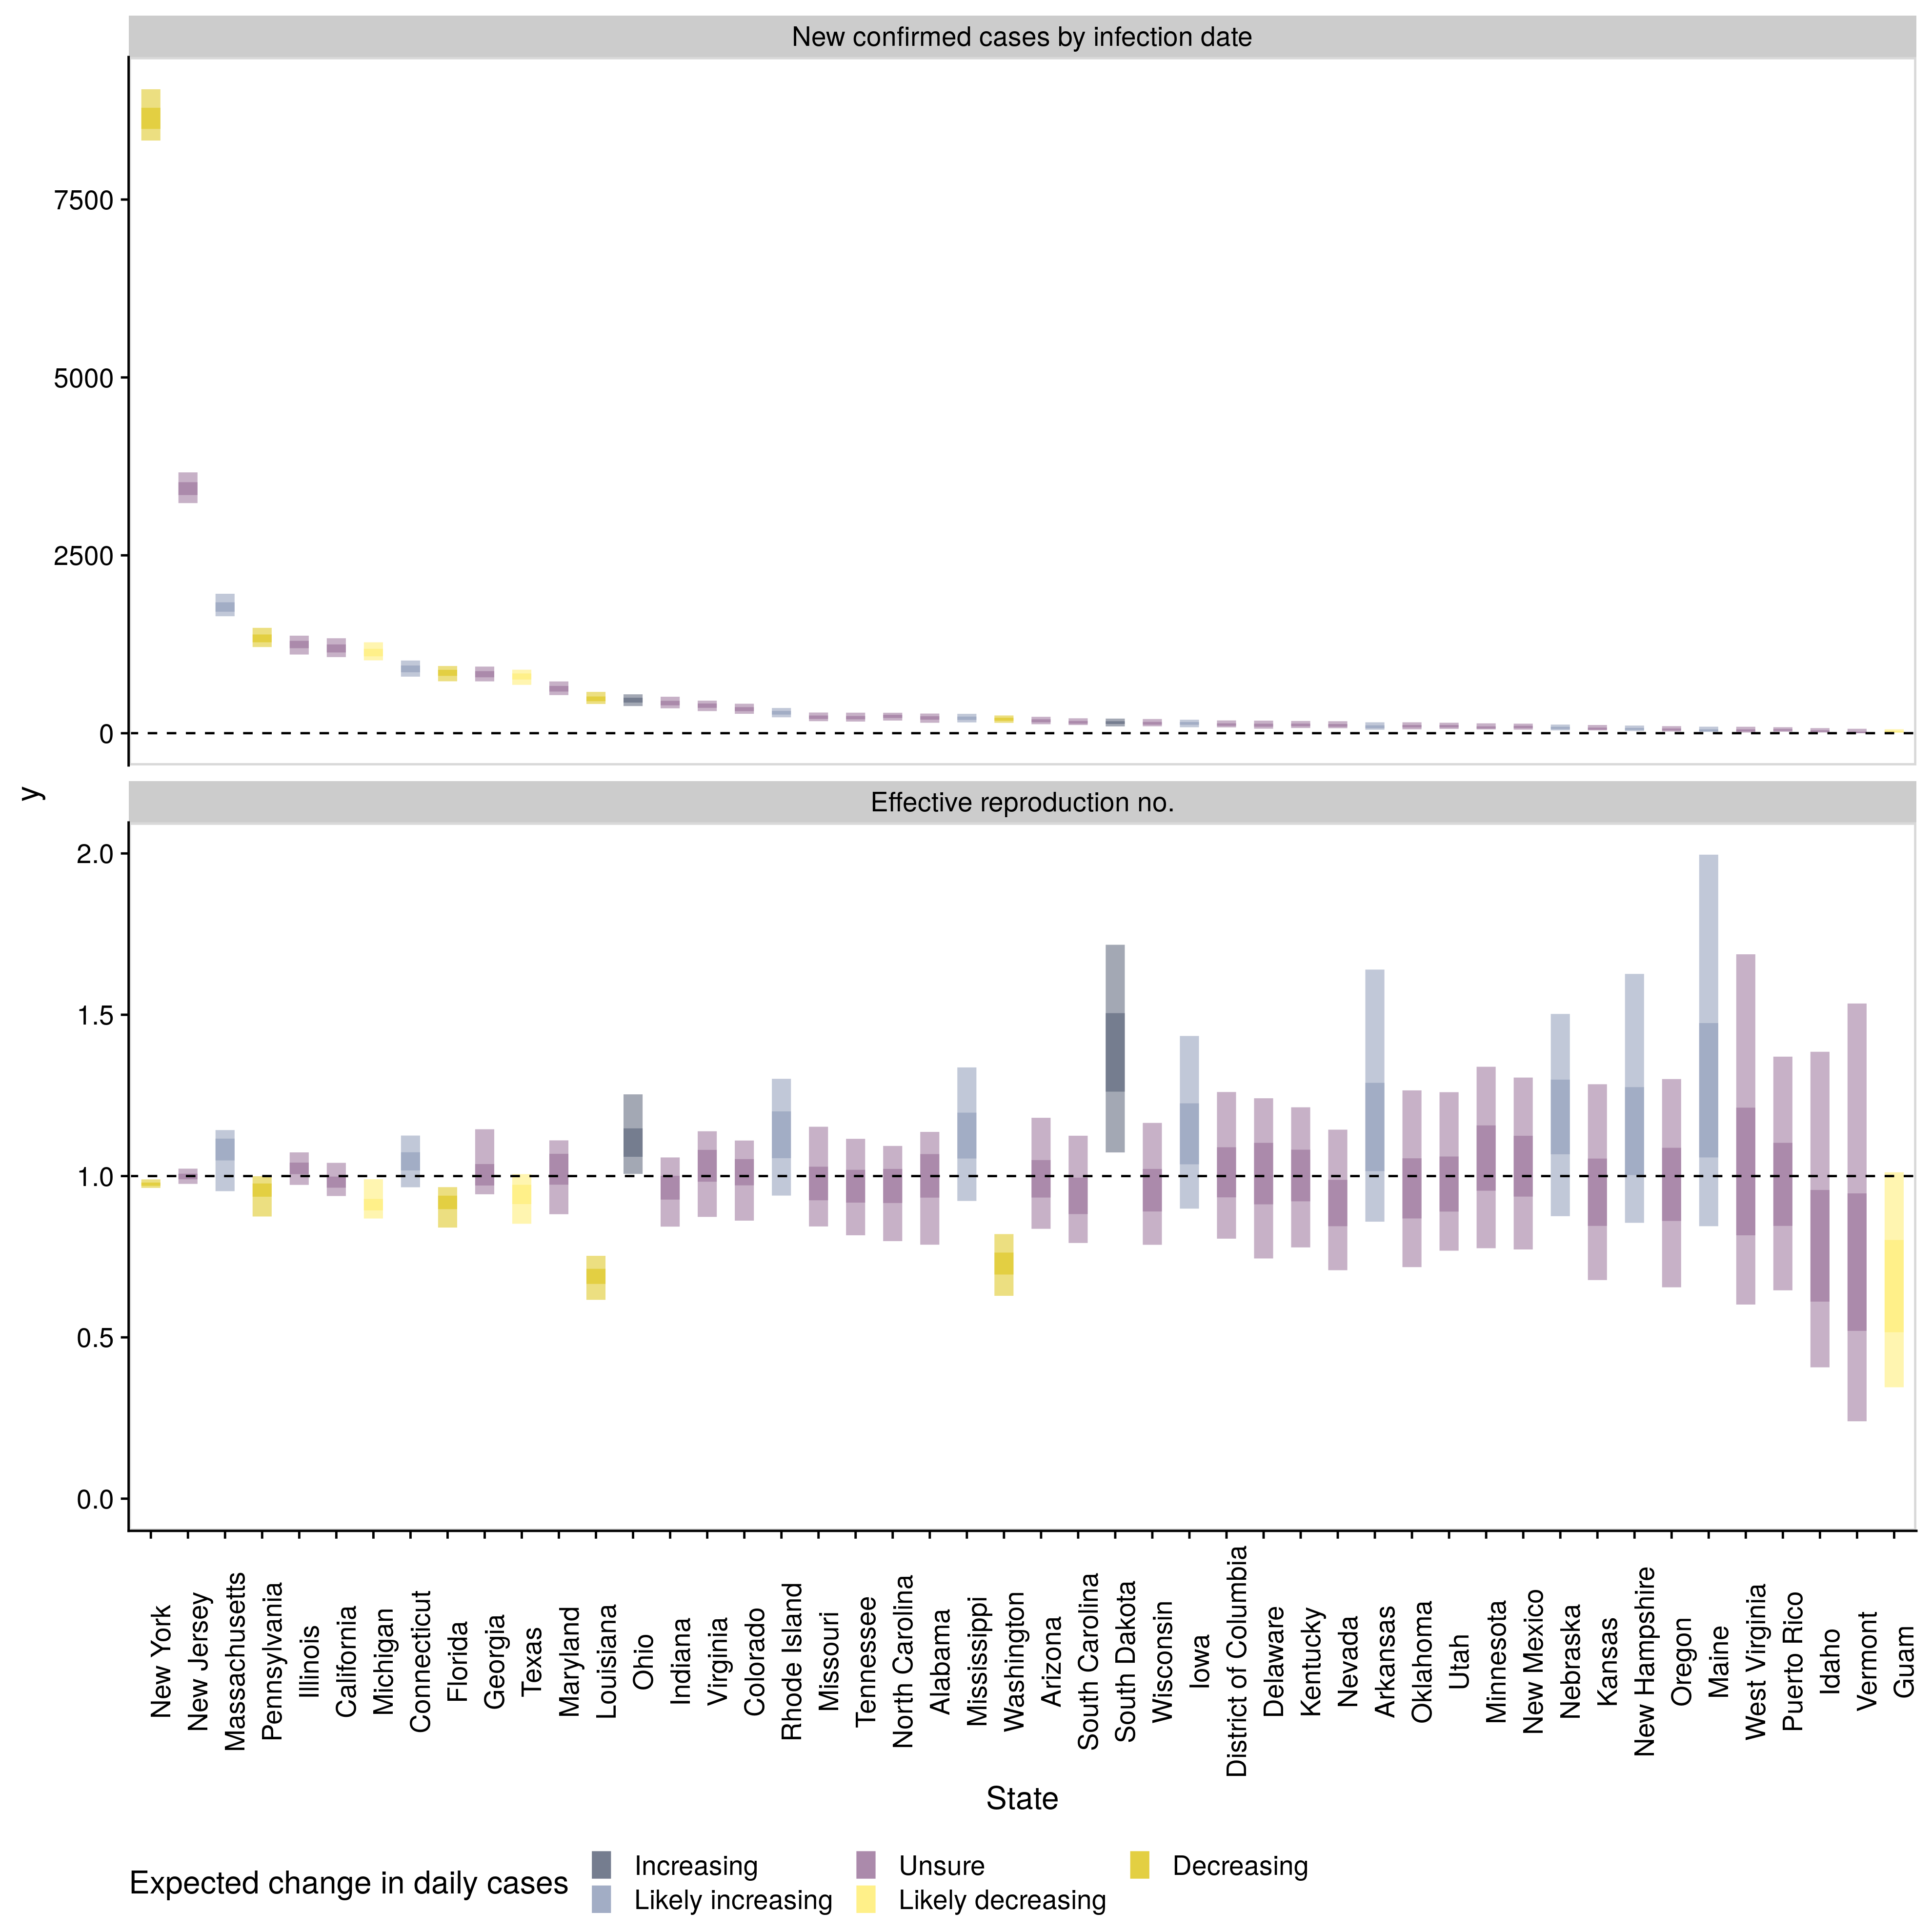 New confirmed cases by infection date
7500
5000
2500
0
y
Effective reproduction no.
2.0
1.5
1.0
0.5
0.0
New York
New Jersey
Massachusetts
Pennsylvania
Illinois
California
Michigan
Connecticut
Florida
Georgia
Texas
Maryland
Louisiana
Ohio
Indiana
Virginia
Colorado
Rhode Island
Missouri
Tennessee
North Carolina
Alabama
Mississippi
Washington
Arizona
South Carolina
South Dakota
Wisconsin
Iowa
District of Columbia
Delaware
Kentucky
Nevada
Arkansas
Oklahoma
Utah
Minnesota
New Mexico
Nebraska
Kansas
New Hampshire
Oregon
Maine
West Virginia
Puerto Rico
Idaho
Vermont
Guam
State
Expected change in daily cases
Increasing
Likely increasing
Unsure
Likely decreasing
Decreasing